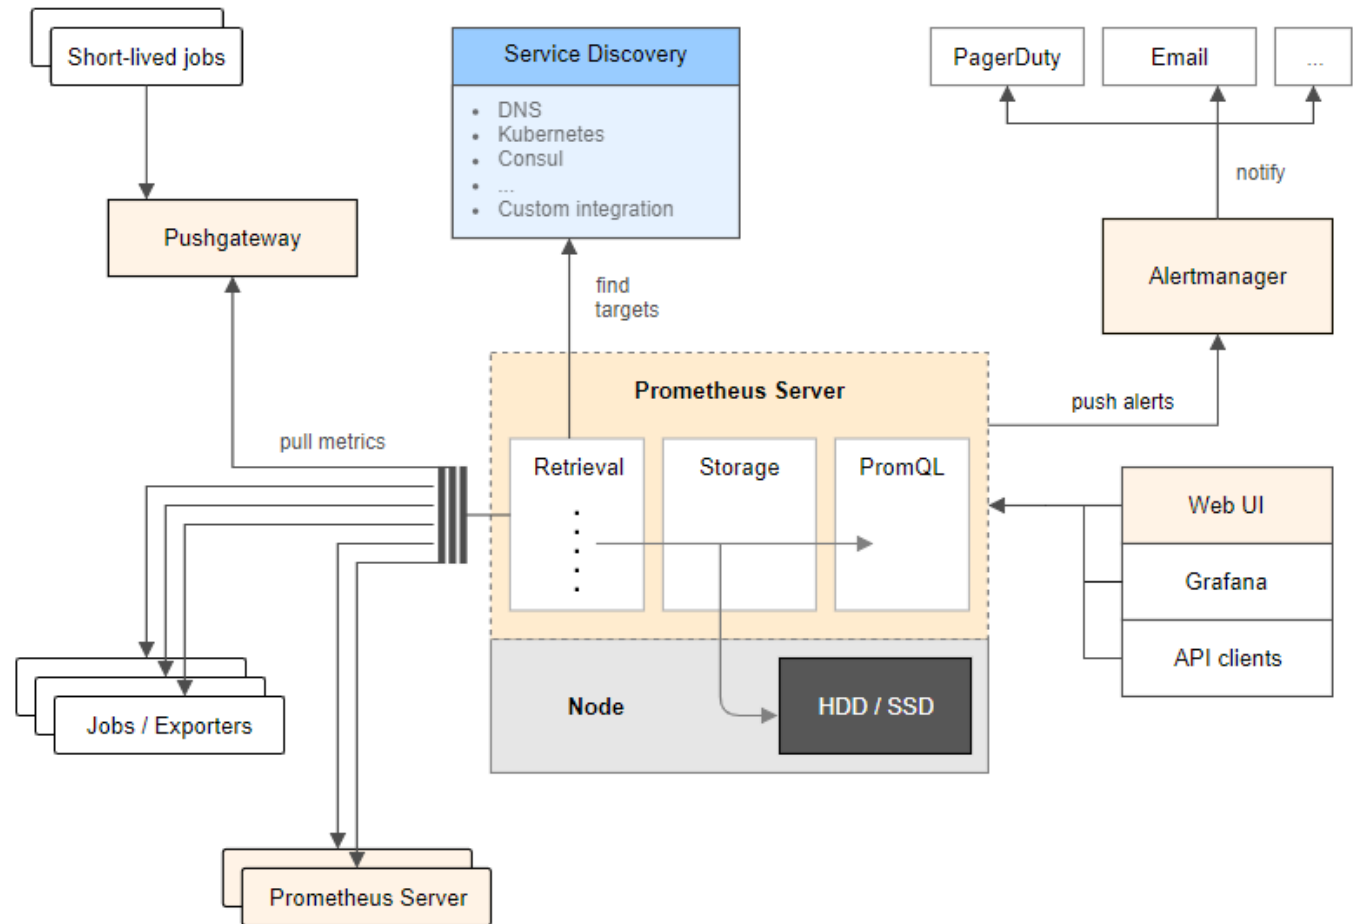 Short-lived jobs
Pushgateway
pull metrics
Jobs / Exporters
Prometheus Server
Service Discovery
• DNS
• Kubernetes
• Consul
• ...
• Custom integration
find
targets
Prometheus Server
Retrieval
Storage
PromQL
Node
HDD / SSD
PagerDuty
Email
...
notify
Alertmanager
push alerts
Web UI
Grafana
API clients